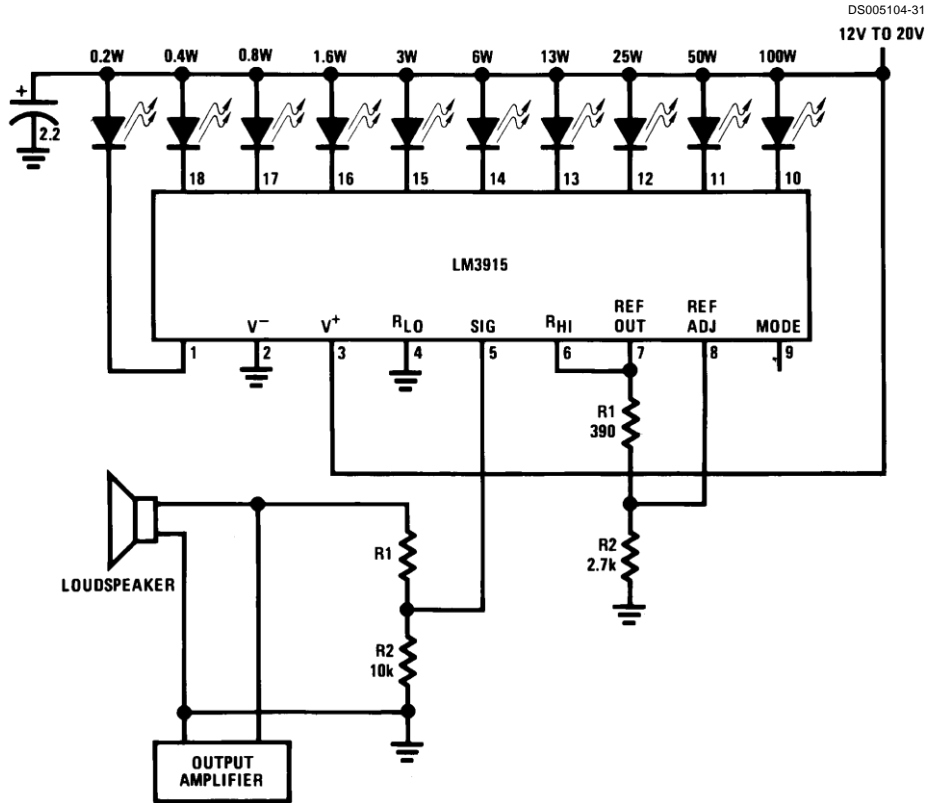 DS005104-31
12V TO 20V
0.2W 0.4W 0.8W 1.6W 3W 6W 13W 25W 50W 100W
+
2.2
18 17 16 15 14 13 12 11 10
LM3915
V− V+ RLO SIG RHI REF OUT REF ADJ MODE
1 2 3 4 5 6 7 8 9
R1
390
R2
2.7k
LOUDSPEAKER
R1
R2
10k
OUTPUT
AMPLIFIER